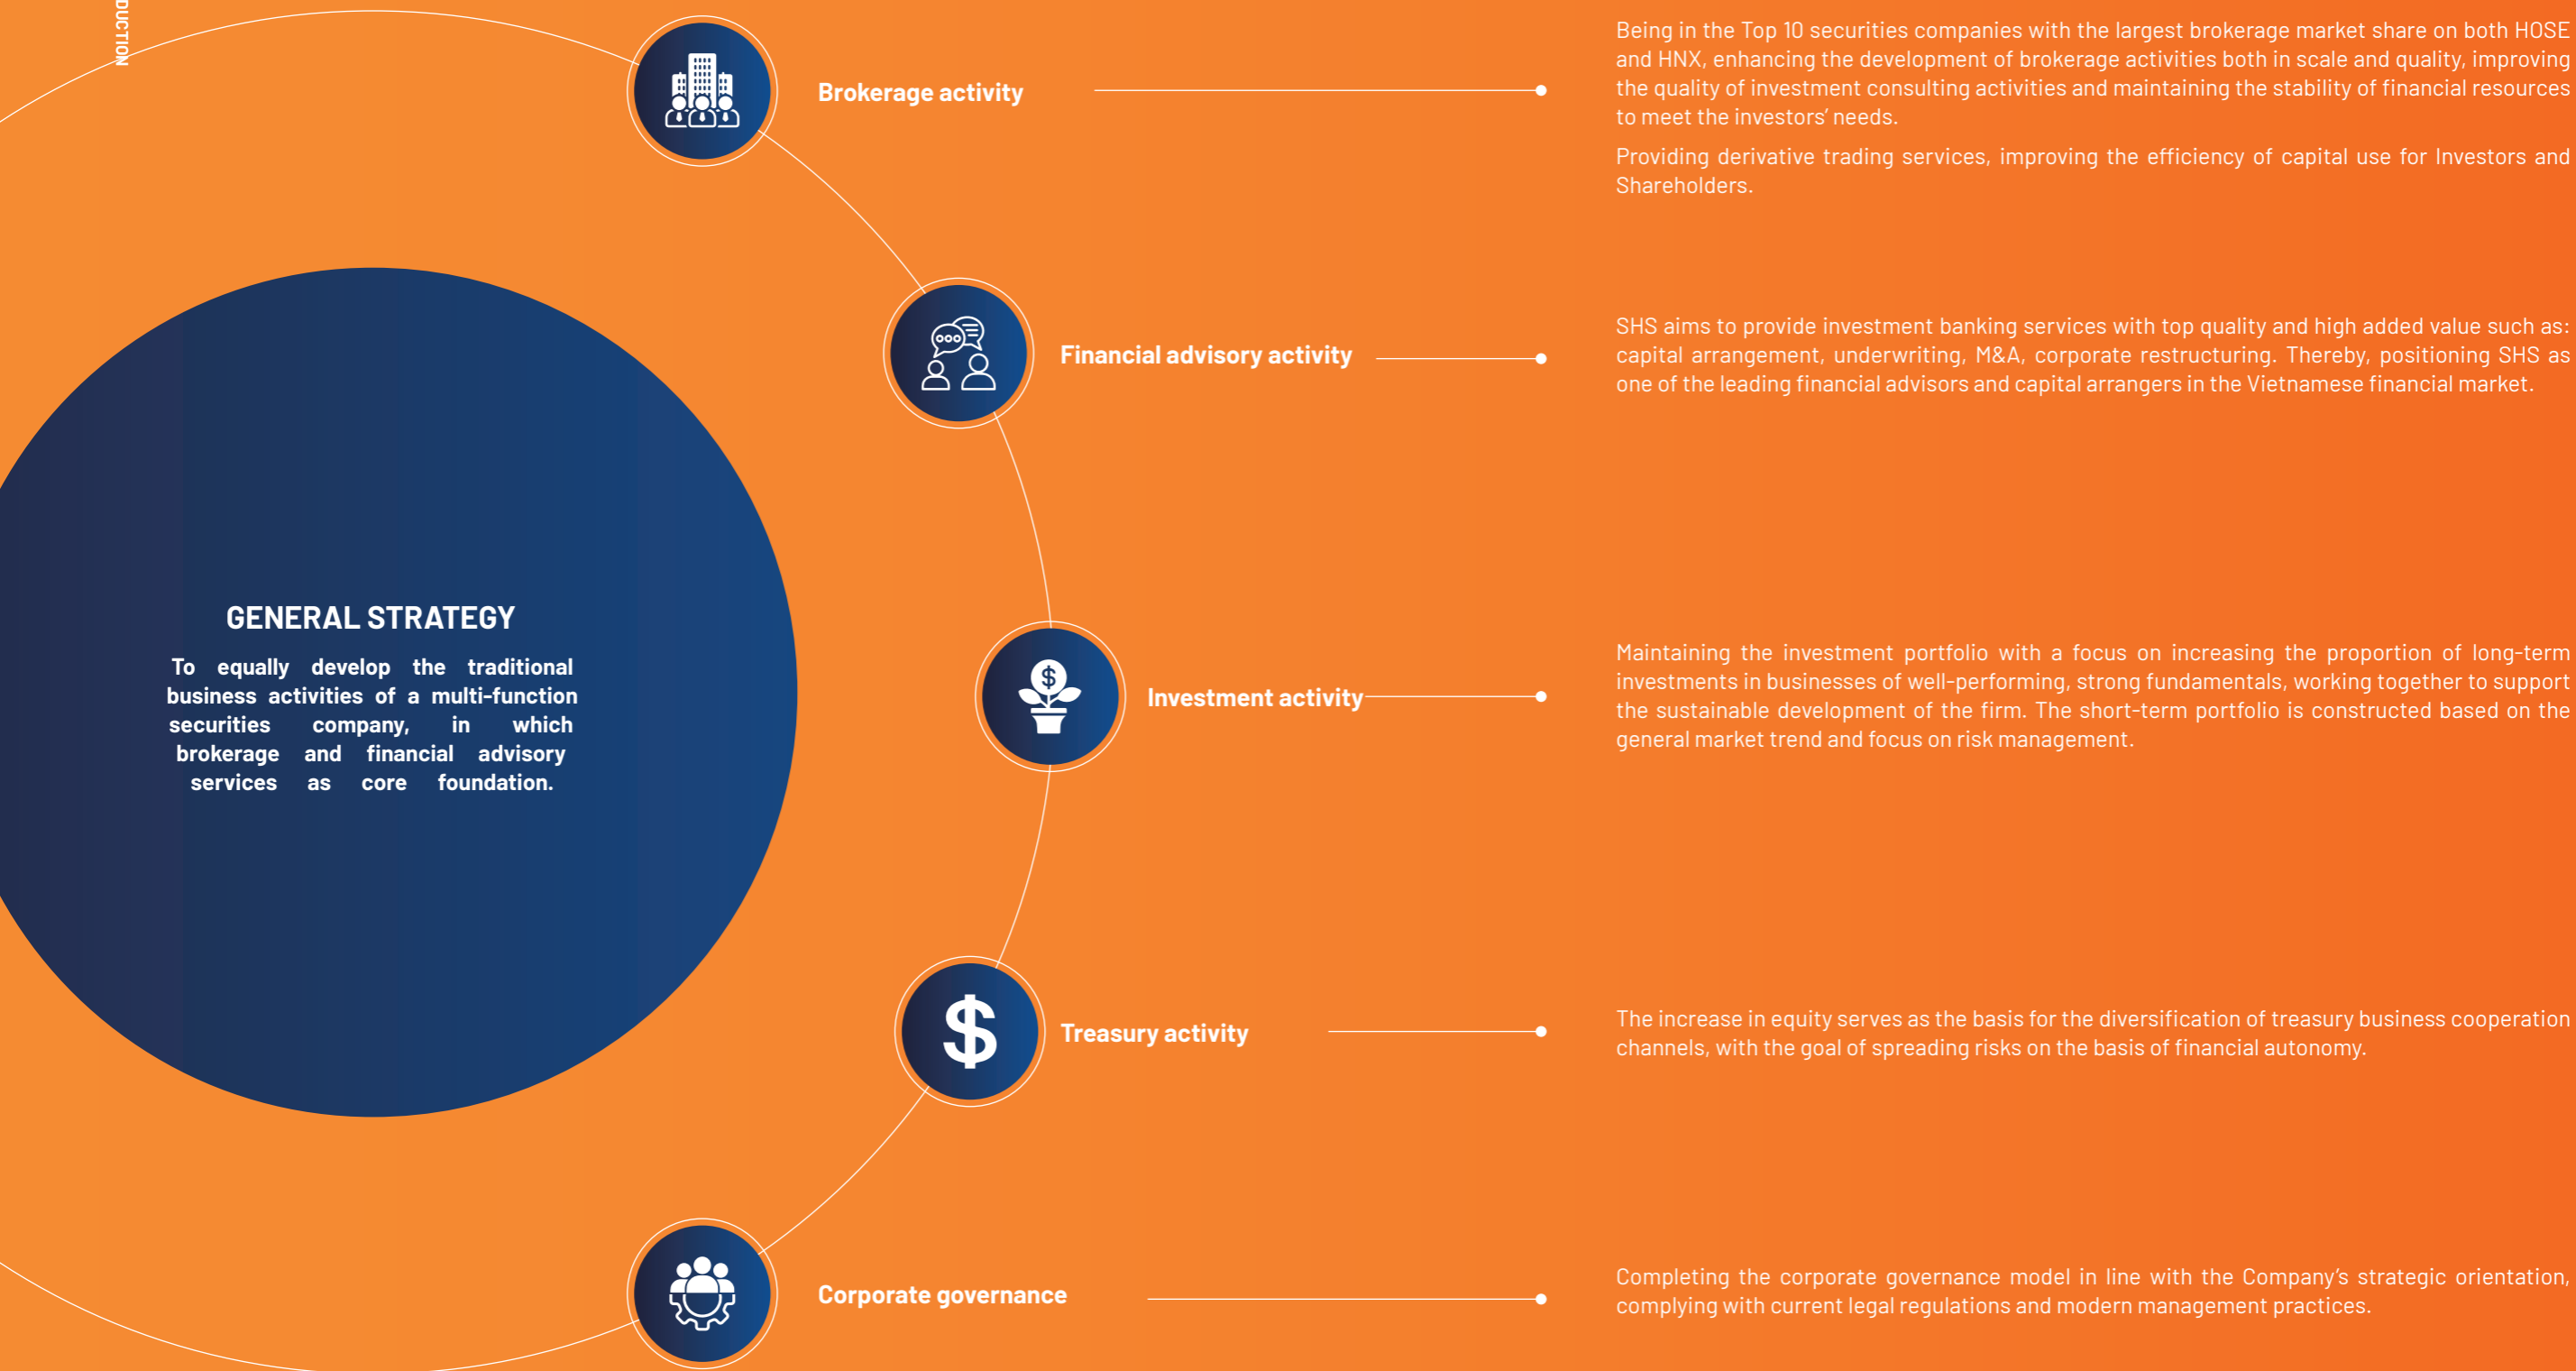 DUCTION
Brokerage activity
Being in the Top 10 securities companies with the largest brokerage market share on both HOSE
and HNX, enhancing the development of brokerage activities both in scale and quality, improving
the quality of investment consulting activities and maintaining the stability of financial resources
to meet the investors’ needs.
Providing derivative trading services, improving the efficiency of capital use for Investors and
Shareholders.
Financial advisory activity
SHS aims to provide investment banking services with top quality and high added value such as:
capital arrangement, underwriting, M&A, corporate restructuring. Thereby, positioning SHS as
one of the leading financial advisors and capital arrangers in the Vietnamese financial market.
GENERAL STRATEGY
To equally develop the traditional
business activities of a multi-function
securities company, in which
brokerage and financial advisory
services as core foundation.
$
Investment activity
Maintaining the investment portfolio with a focus on increasing the proportion of long-term
investments in businesses of well-performing, strong fundamentals, working together to support
the sustainable development of the firm. The short-term portfolio is constructed based on the
general market trend and focus on risk management.
$
Treasury activity
The increase in equity serves as the basis for the diversification of treasury business cooperation
channels, with the goal of spreading risks on the basis of financial autonomy.
Corporate governance
Completing the corporate governance model in line with the Company’s strategic orientation,
complying with current legal regulations and modern management practices.